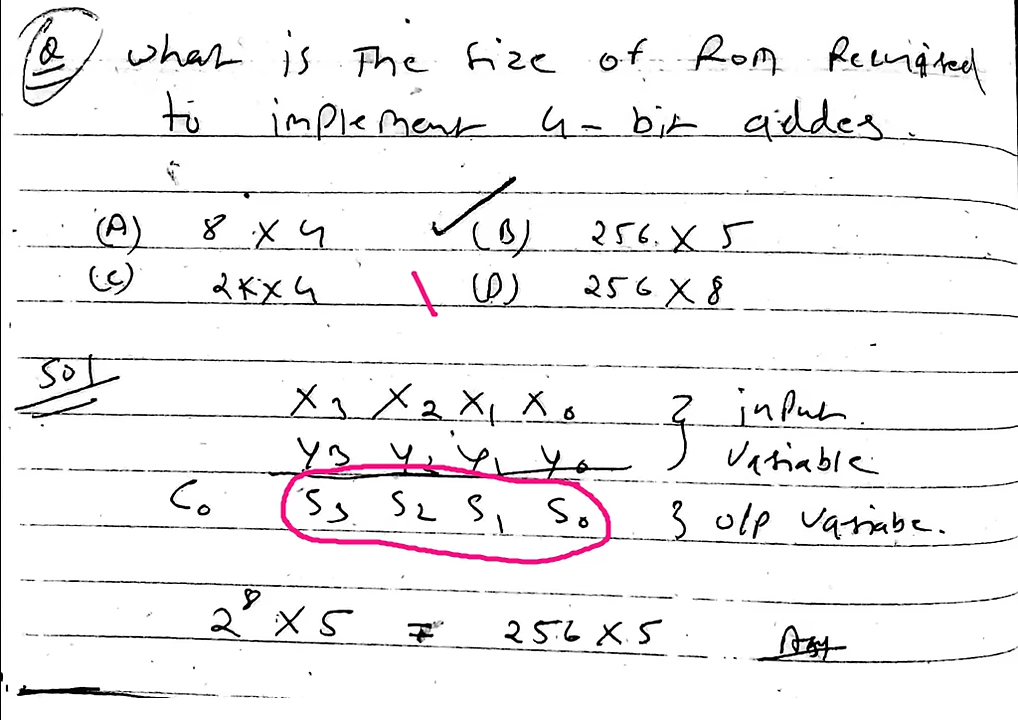 Q What is The Size of Rom Required
to implement 4-bit adder.
(A) 8 X 4 (B) 256 X 5
(C) 2K X 4 (D) 256 X 8
Sol
X3 X2 X1 X0 } input
Y3 Y2 Y1 Y0 } Variable
C0 S3 S2 S1 S0 } o/p Variabe.
2^8 X 5 = 256 X 5 Ans